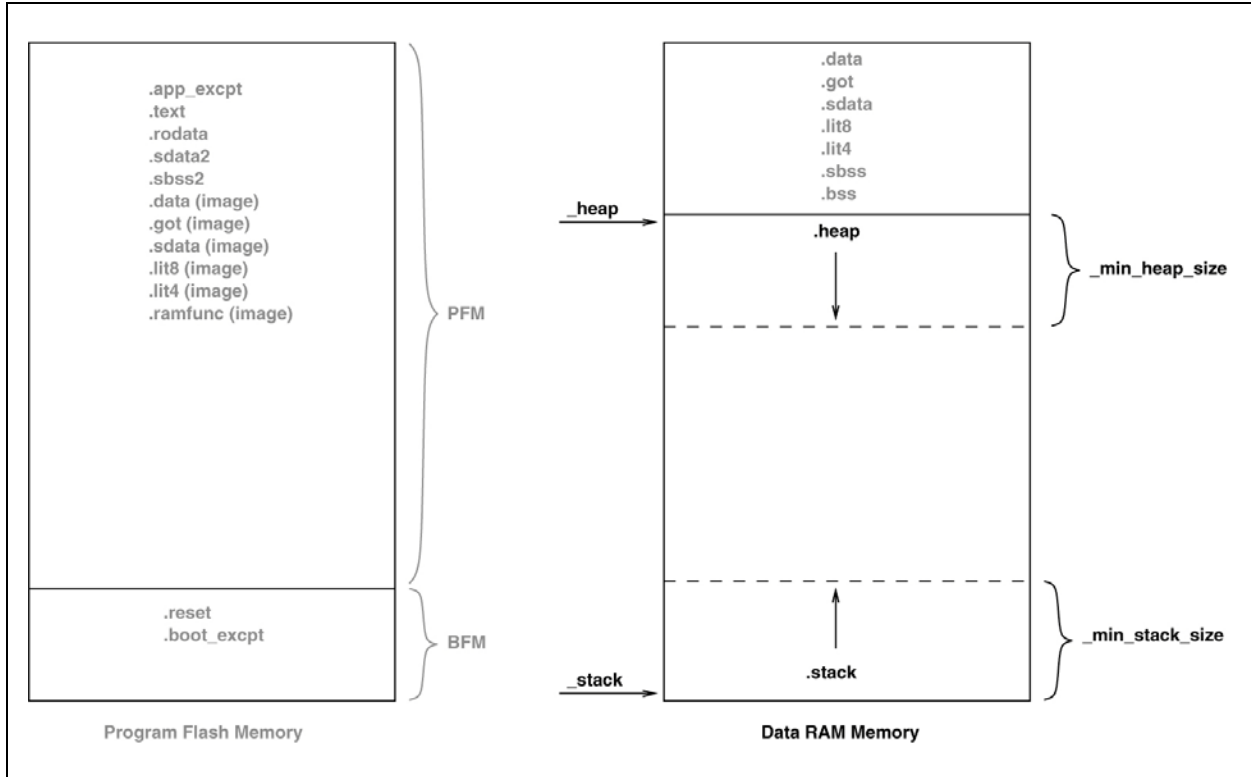 .app_excpt
.text
.rodata
.sdata2
.sbss2
.data (image)
.got (image)
.sdata (image)
.lit8 (image)
.lit4 (image)
.ramfunc (image)
PFM
.reset
.boot_excpt
BFM
Program Flash Memory
.data
.got
.sdata
.lit8
.lit4
.sbss
.bss
_heap
.heap
_min_heap_size
_min_stack_size
.stack
_stack
Data RAM Memory